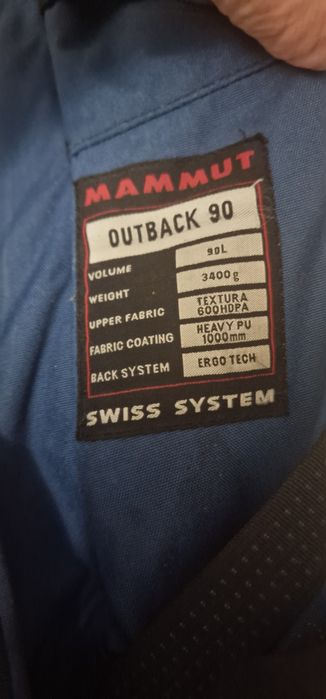 MAMMUT
OUTBACK 90
VOLUME 90L
WEIGHT 3400g
UPPER FABRIC TEXTURA 600HDPA
FABRIC COATING HEAVY PU 1000mm
BACK SYSTEM ERGO TECH
SWISS SYSTEM